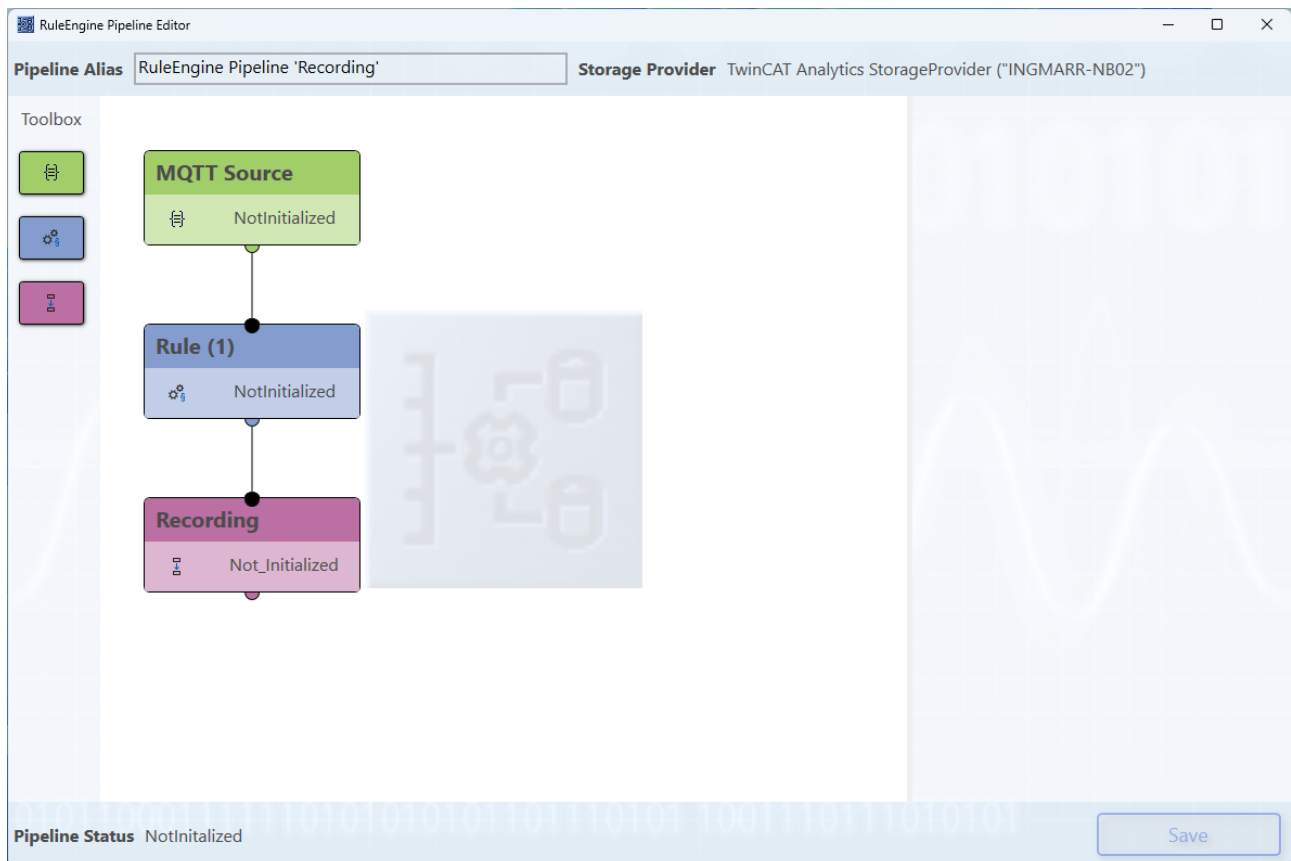 RuleEngine Pipeline Editor
Pipeline Alias RuleEngine Pipeline 'Recording' Storage Provider TwinCAT Analytics StorageProvider ("INGMARR-NB02")
Toolbox
MQTT Source
NotInitialized
Rule (1)
NotInitialized
Recording
Not_Initialized
Pipeline Status NotInitalized
Save